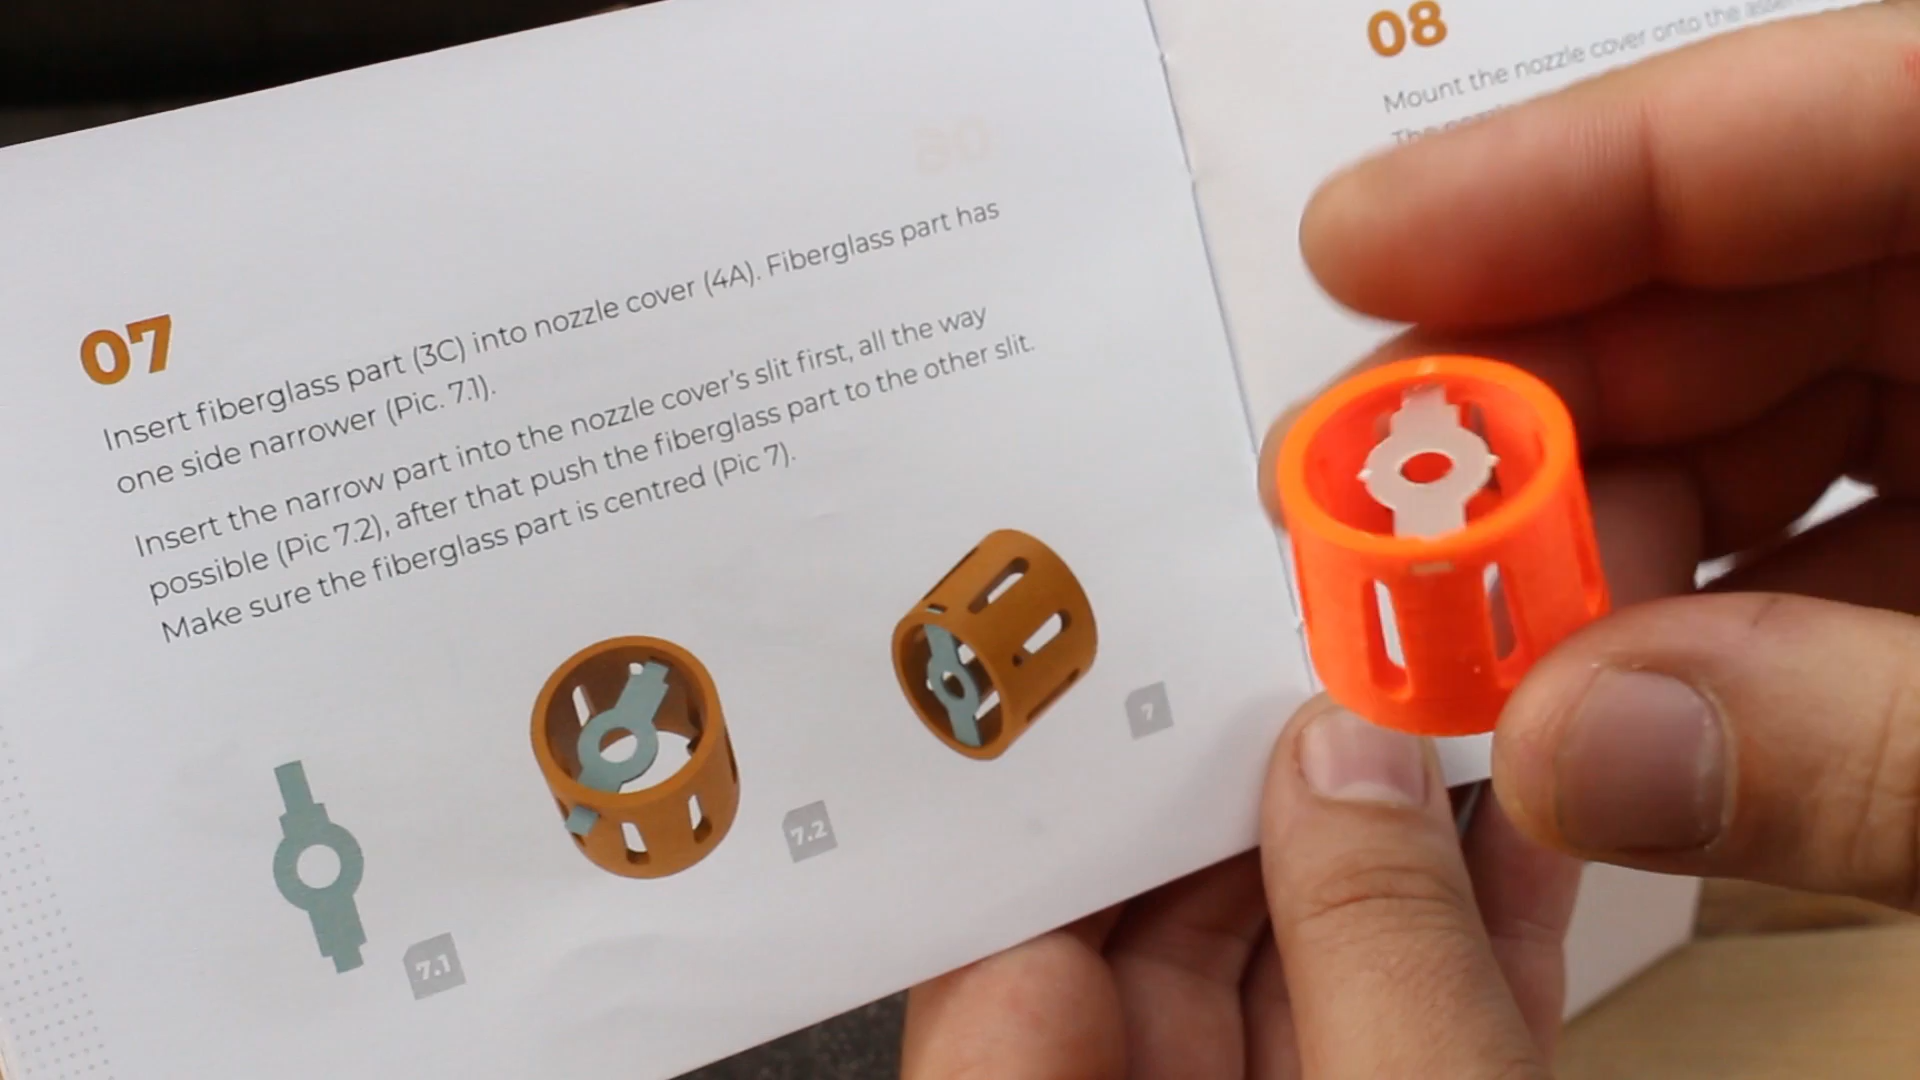 07
Insert fiberglass part (3C) into nozzle cover (4A). Fiberglass part has
one side narrower (Pic. 7.1).
Insert the narrow part into the nozzle cover's slit first, all the way
possible (Pic 7.2), after that push the fiberglass part to the other slit.
Make sure the fiberglass part is centred (Pic 7).
7.1
7.2
7
08
Mount the nozzle cover onto the
The